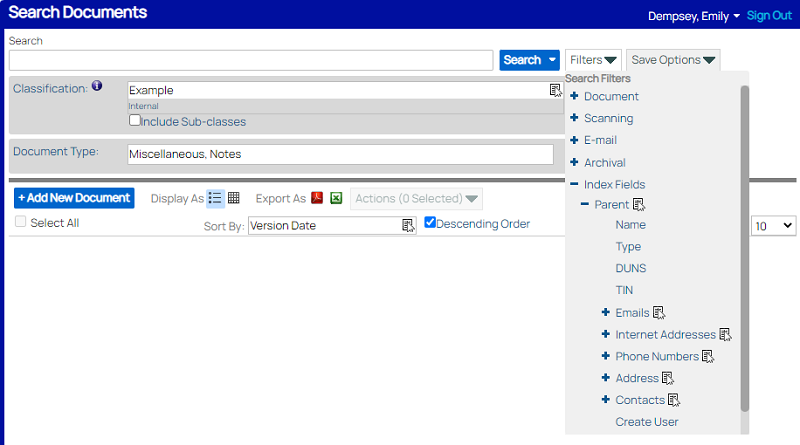 Search Documents
Dempsey, Emily
Sign Out
Search
Search
Filters
Save Options
Classification:
Example
Internal
Include Sub-classes
Document Type:
Miscellaneous, Notes
Search Filters
Document
Scanning
E-mail
Archival
Index Fields
Parent
Name
Type
DUNS
TIN
Emails
Internet Addresses
Phone Numbers
Address
Contacts
Create User
+ Add New Document
Display As
Export As
Actions (0 Selected)
Select All
Sort By:
Version Date
Descending Order
10